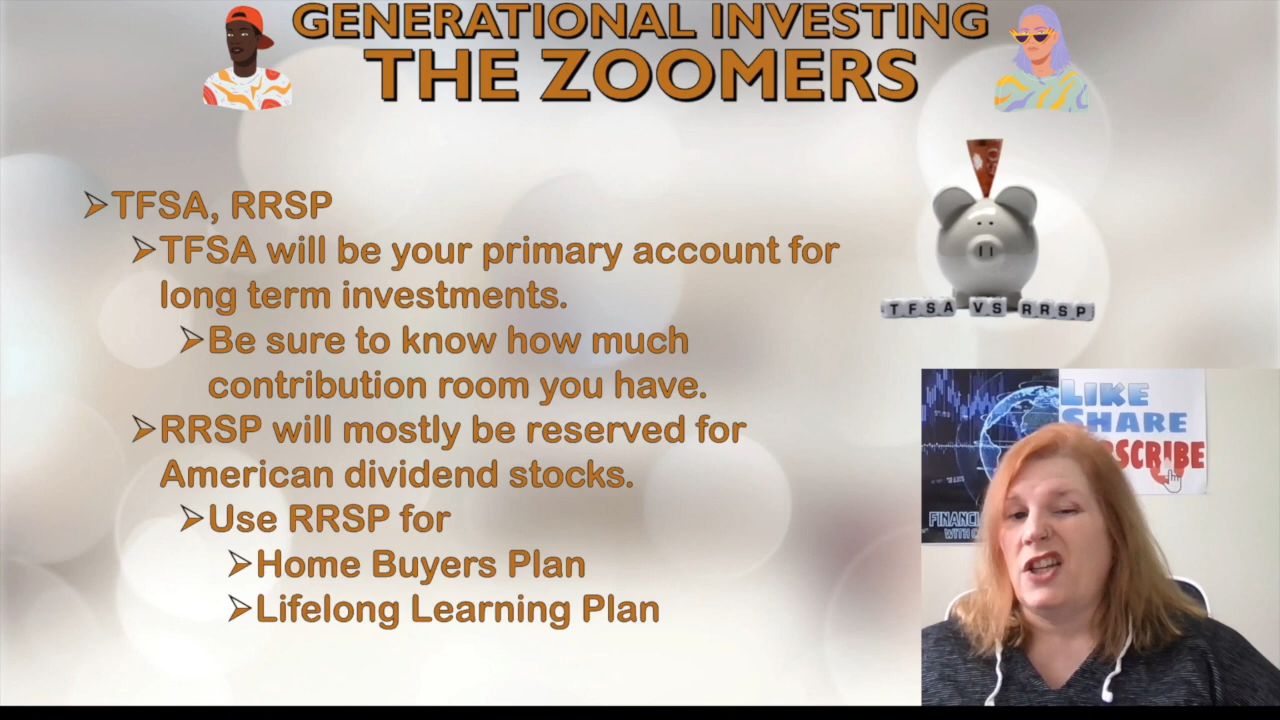 GENERATIONAL INVESTING
THE ZOOMERS
TFSA, RRSP
TFSA will be your primary account for
long term investments.
Be sure to know how much
contribution room you have.
RRSP will mostly be reserved for
American dividend stocks.
Use RRSP for
Home Buyers Plan
Lifelong Learning Plan
TFSA VS RRSP
LIKE
SHARE